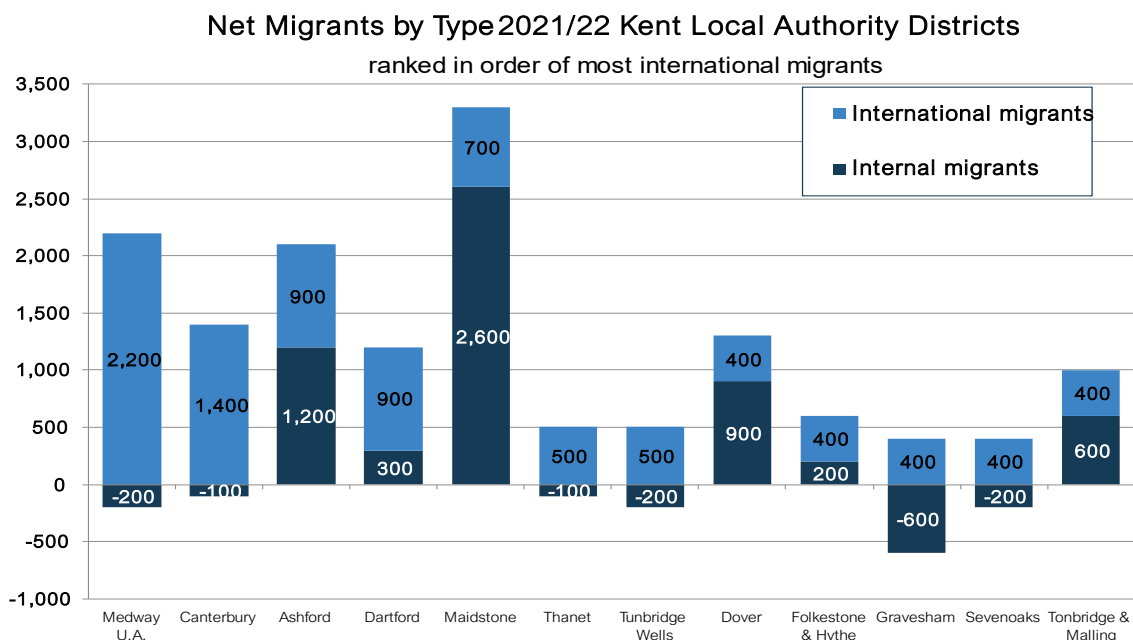 Net Migrants by Type 2021/22 Kent Local Authority Districts
ranked in order of most international migrants
3,500
3,000
2,500
2,000
1,500
1,000
500
0
-500
-1,000
International migrants
Internal migrants
2,200
-200
1,400
-100
900
1,200
900
300
700
2,600
500
-100
500
-200
400
900
400
200
400
-600
400
-200
400
600
Medway
U.A.
Canterbury
Ashford
Dartford
Maidstone
Thanet
Tunbridge
Wells
Dover
Folkestone
& Hythe
Gravesham
Sevenoaks
Tonbridge &
Malling